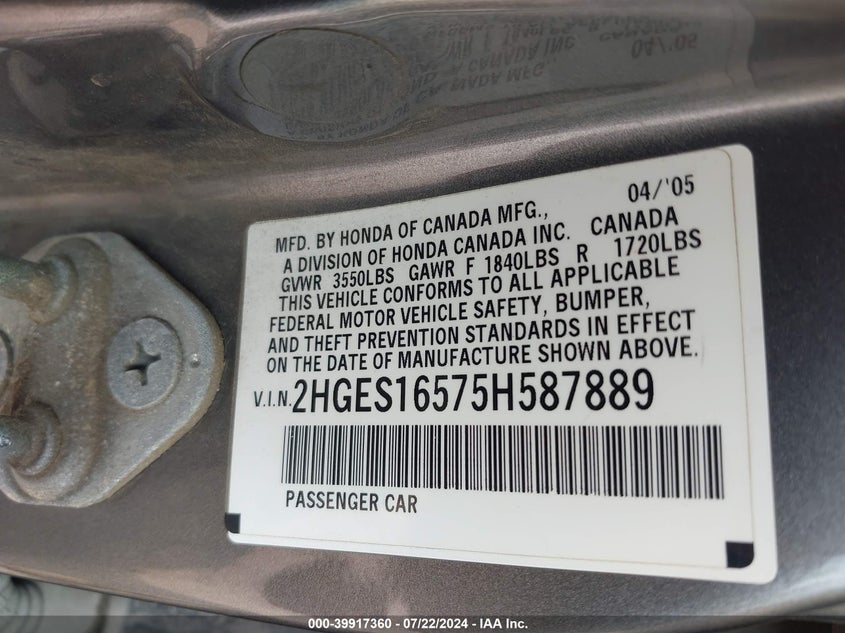 04/'05
MFD. BY HONDA OF CANADA MFG.,
A DIVISION OF HONDA CANADA INC. CANADA
GVWR 3550LBS GAWR F 1840LBS R 1720LBS
THIS VEHICLE CONFORMS TO ALL APPLICABLE
FEDERAL MOTOR VEHICLE SAFETY, BUMPER,
AND THEFT PREVENTION STANDARDS IN EFFECT
ON THE DATE OF MANUFACTURE SHOWN ABOVE.
V.I.N. 2HGES16575H587889
PASSENGER CAR
000-39917360 - 07/22/2024 - IAA Inc.